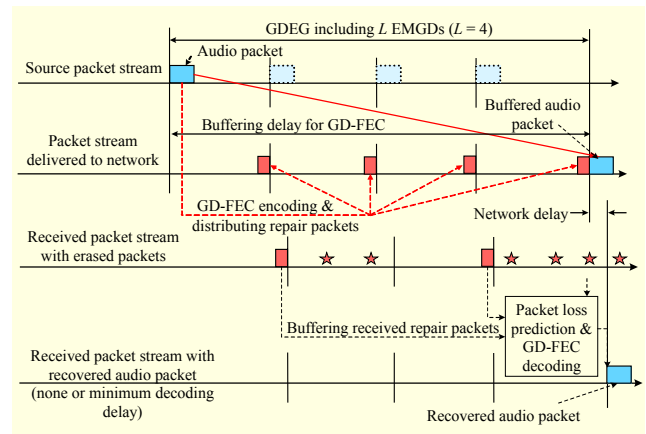 GDEG including L EMGDs (L = 4)
Audio packet
Source packet stream
Buffered audio
packet
Buffering delay for GD-FEC
Packet stream
delivered to network
GD-FEC encoding &
distributing repair packets
Network delay
Received packet stream
with erased packets
Packet loss
prediction &
GD-FEC
decoding
Buffering received repair packets
Received packet stream with
recovered audio packet
(none or minimum decoding
delay)
Recovered audio packet